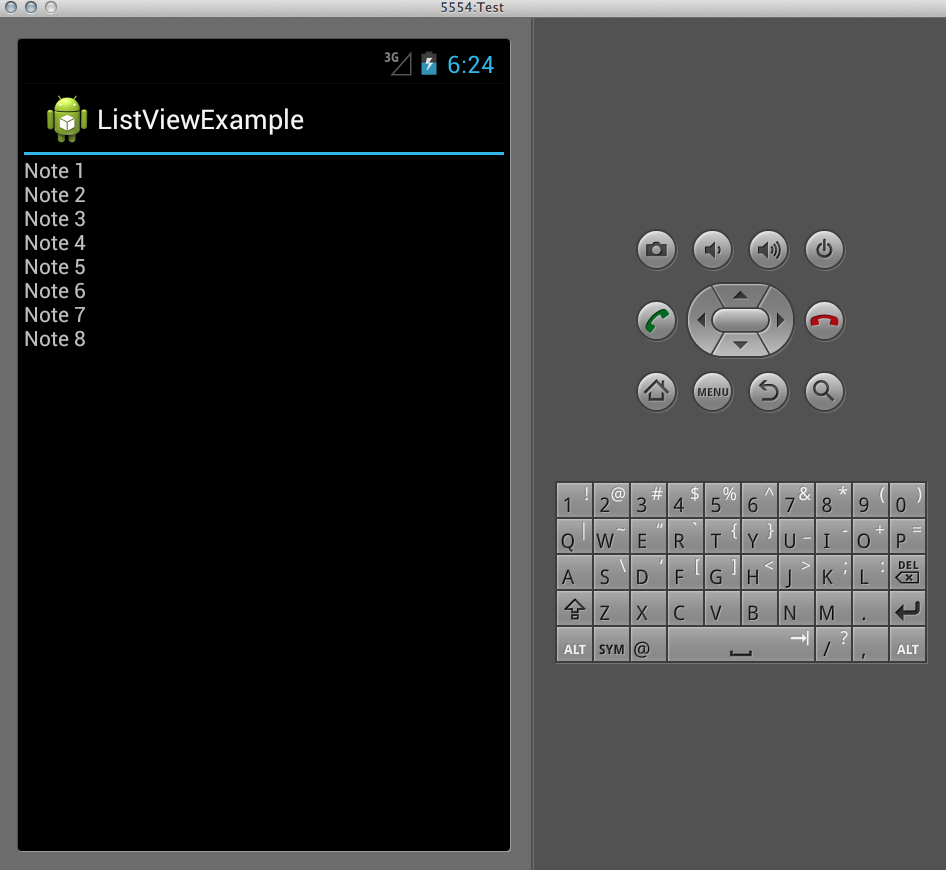 5554:Test
3G 6:24
ListViewExample
Note 1
Note 2
Note 3
Note 4
Note 5
Note 6
Note 7
Note 8
MENU
1 ! 2 @ 3 # 4 $ 5 % 6 ^ 7 & 8 * 9 ( 0 )
Q | W ~ E “ R ` T { Y } U _ I - O + P =
A S \ D ‘ F [ G ] H < J > K ; L : DEL
Z X C V B N M .
ALT SYM @ / ? , ALT